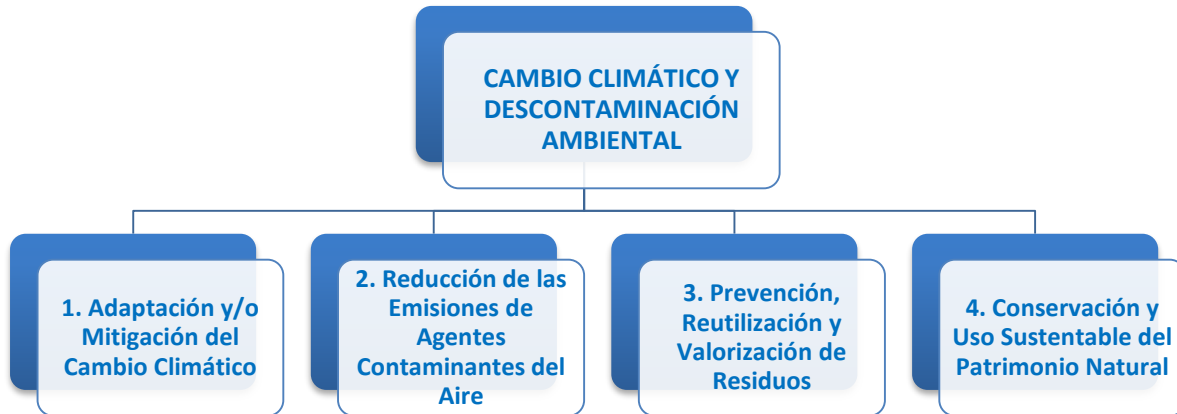 CAMBIO CLIMÁTICO Y
DESCONTAMINACIÓN
AMBIENTAL
1. Adaptación y/o
Mitigación del
Cambio Climático
2. Reducción de las
Emisiones de
Agentes
Contaminantes del
Aire
3. Prevención,
Reutilización y
Valorización de
Residuos
4. Conservación y
Uso Sustentable del
Patrimonio Natural